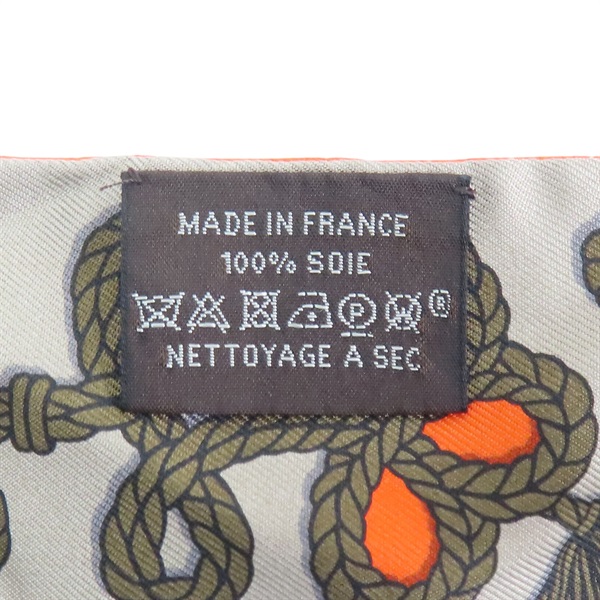 MADE IN FRANCE
100% SOIE
P W ®
NETTOYAGE À SEC